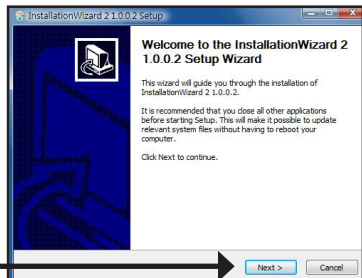 InstallationWizard 2 1.0.0.2 Setup
Welcome to the InstallationWizard 2
1.0.0.2 Setup Wizard
This wizard will guide you through the installation of
InstallationWizard 2 1.0.0.2.
It is recommended that you close all other applications
before starting Setup. This will make it possible to update
relevant system files without having to reboot your
computer.
Click Next to continue.
Next >
Cancel